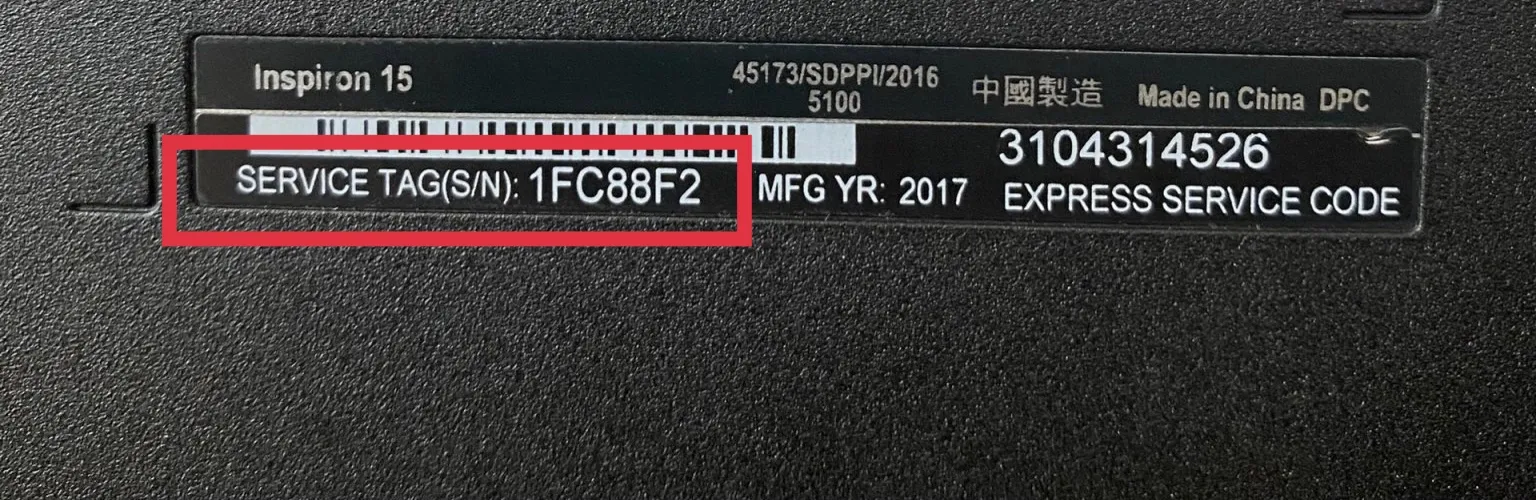 Inspiron 15
45173/SDPPI/2016
5100
中國製造 Made in China DPC
3104314526
SERVICE TAG(S/N): 1FC88F2 MFG YR: 2017 EXPRESS SERVICE CODE